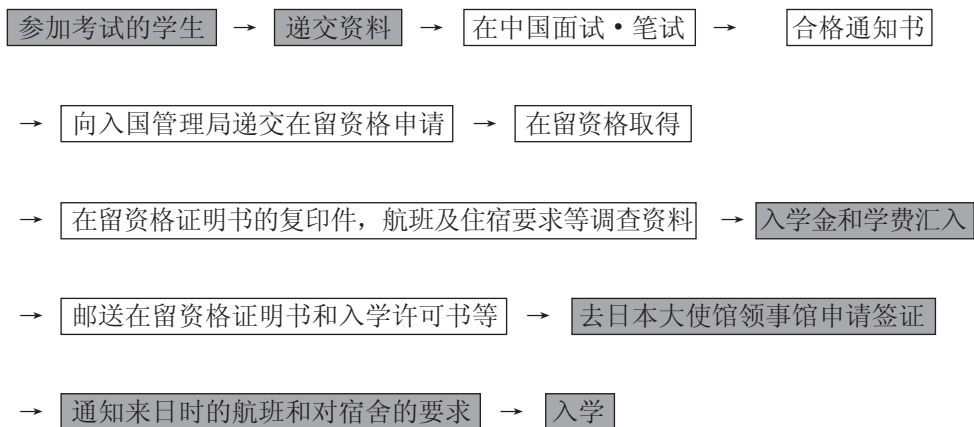 参加考试的学生 → 递交资料 → 在中国面试・笔试 → 合格通知书
→ 向入国管理局递交在留资格申请 → 在留资格取得
→ 在留资格证明书的复印件，航班及住宿要求等调查资料 → 入学金和学费汇入
→ 邮送在留资格证明书和入学许可书等 → 去日本大使馆领事馆申请签证
→ 通知来日时的航班和对宿舍的要求 → 入学